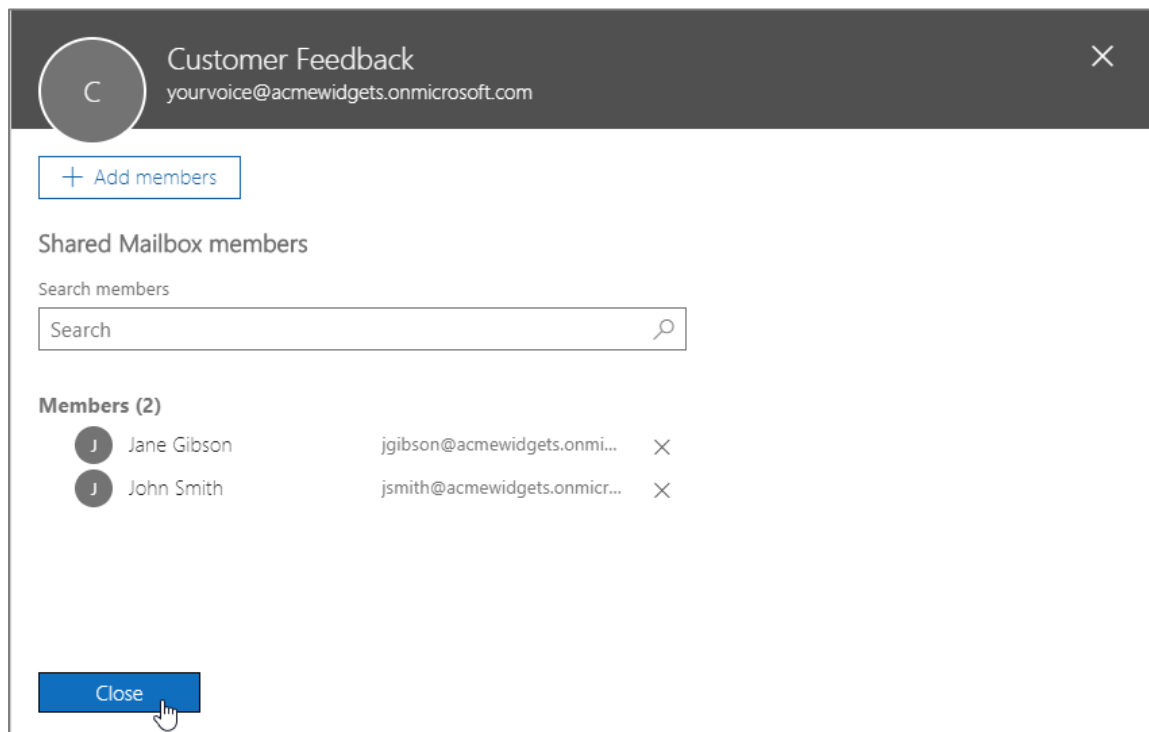 C
Customer Feedback
yourvoice@acmewidgets.onmicrosoft.com
+ Add members
Shared Mailbox members
Search members
Search
Members (2)
J Jane Gibson jgibson@acmewidgets.onmi...
J John Smith jsmith@acmewidgets.onmicr...
Close